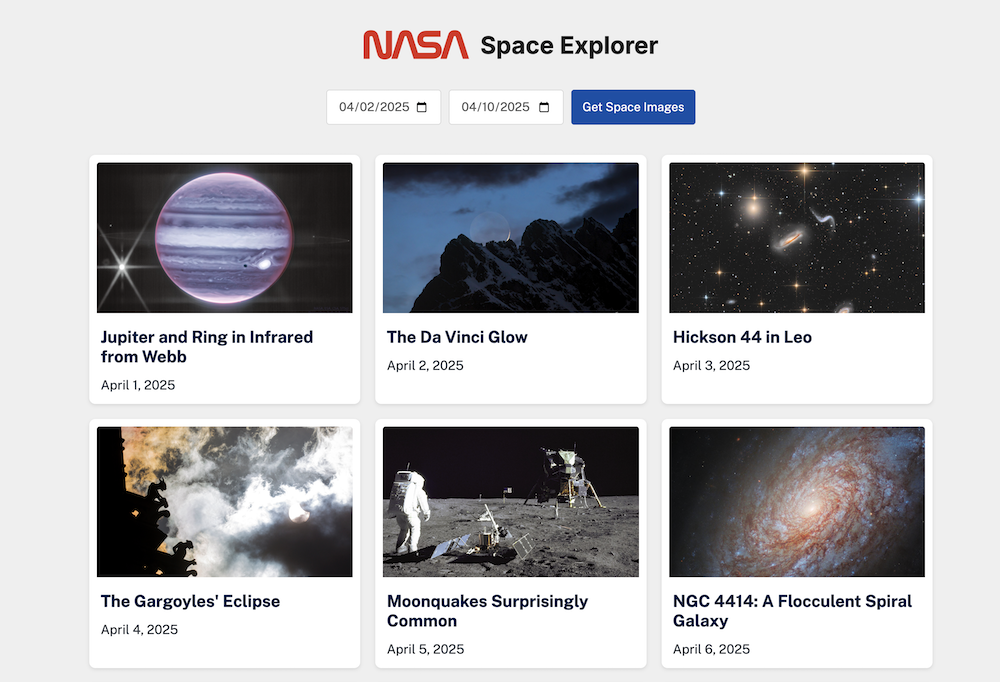 NASA Space Explorer
04/02/2025 04/10/2025 Get Space Images
Jupiter and Ring in Infrared
from Webb
April 1, 2025
The Da Vinci Glow
April 2, 2025
Hickson 44 in Leo
April 3, 2025
The Gargoyles' Eclipse
April 4, 2025
Moonquakes Surprisingly
Common
April 5, 2025
NGC 4414: A Flocculent Spiral
Galaxy
April 6, 2025